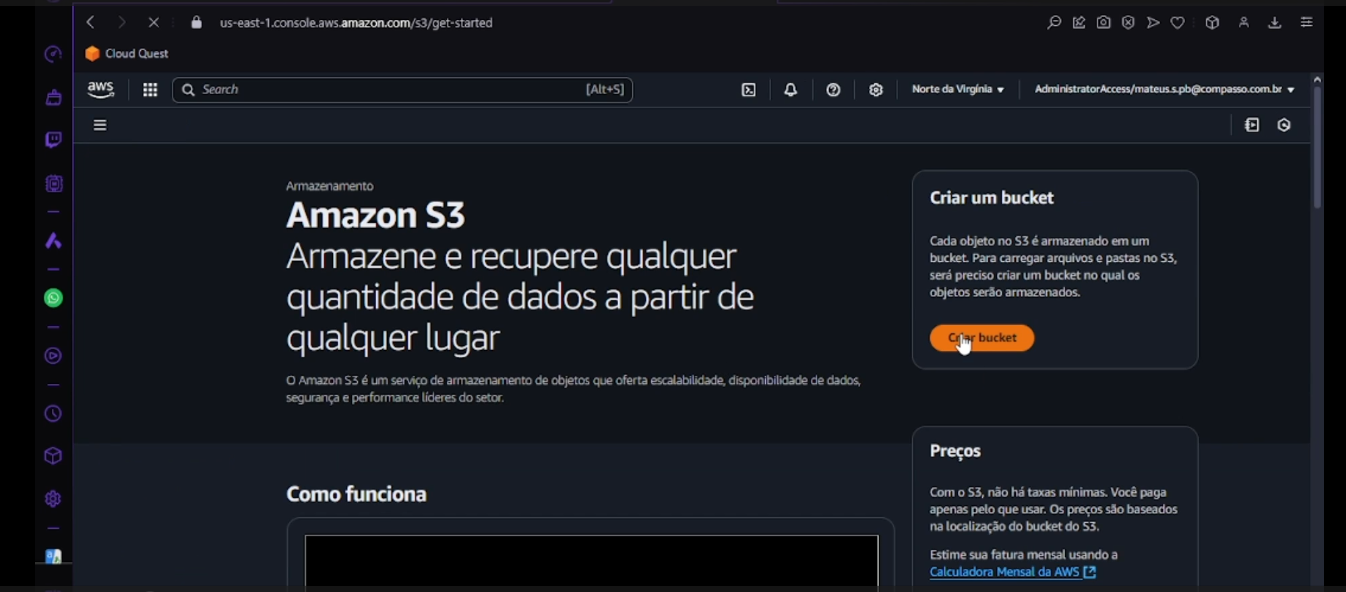 us-east-1.console.aws.amazon.com/s3/get-started
Cloud Quest
aws
Search
[Alt+S]
Norte da Virgínia
AdministratorAccess/mateus.s.pb@compasso.com.br
Armazenamento
Amazon S3
Armazene e recupere qualquer
quantidade de dados a partir de
qualquer lugar
O Amazon S3 é um serviço de armazenamento de objetos que oferta escalabilidade, disponibilidade de dados,
segurança e performance líderes do setor.
Criar um bucket
Cada objeto no S3 é armazenado em um
bucket. Para carregar arquivos e pastas no S3,
será preciso criar um bucket no qual os
objetos serão armazenados.
Criar bucket
Como funciona
Preços
Com o S3, não há taxas mínimas. Você paga
apenas pelo que usar. Os preços são baseados
na localização do bucket do S3.
Estime sua fatura mensal usando a
Calculadora Mensal da AWS